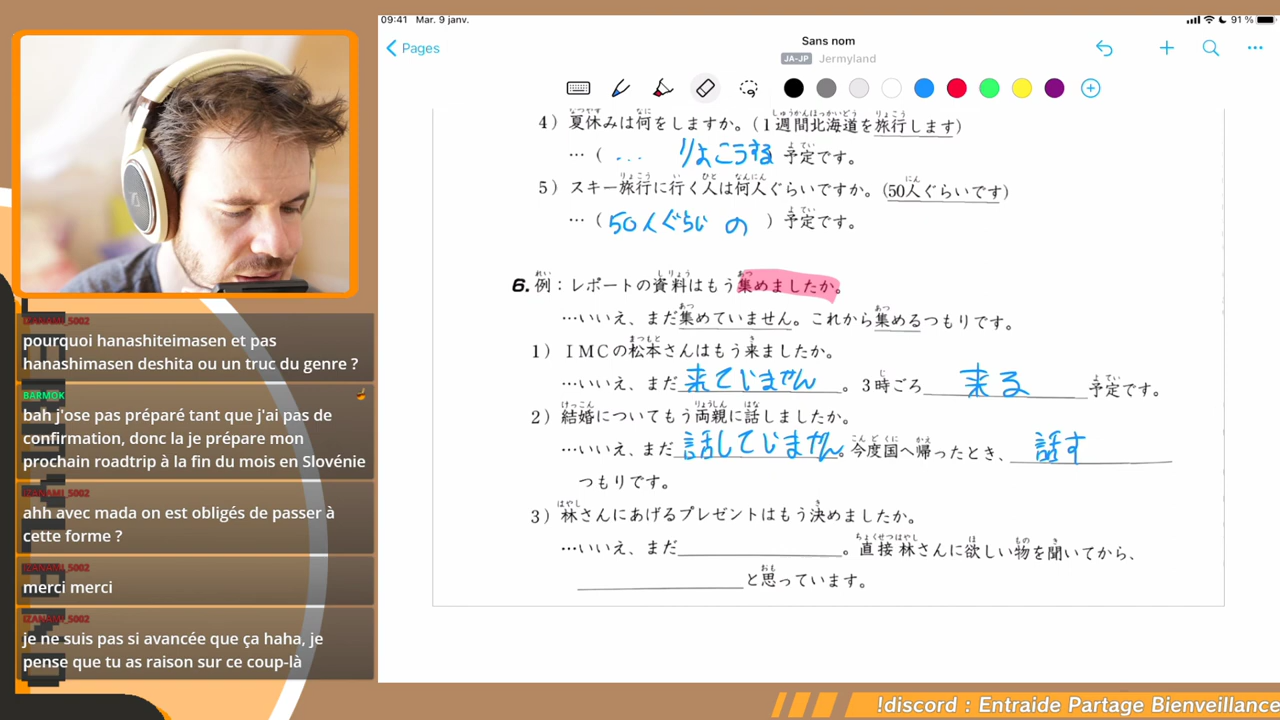 09:41 Mar. 9 janv.
91 %
Pages
Sans nom
JA-JP Jermyland
4) 夏休みは何をしますか。(1週間北海道を旅行します)
… ( ... りょこうする 予定です。
5) スキー旅行に行く人は何人ぐらいですか。(50人ぐらいです)
… ( 50人ぐらい の ) 予定です。
6. 例：レポートの資料はもう集めましたか。
…いいえ、まだ集めていません。これから集めるつもりです。
1) IMCの松本さんはもう来ましたか。
…いいえ、まだ 来ていません 。3時ごろ 来る 予定です。
2) 結婚についてもう両親に話しましたか。
…いいえ、まだ 話していません 。今度国へ帰ったとき、 話す
つもりです。
3) 林さんにあげるプレゼントはもう決めましたか。
…いいえ、まだ＿＿＿＿＿＿。直接林さんに欲しい物を聞いてから、
＿＿＿＿＿＿と思っています。
IZANAMI_5002
pourquoi hanashiteimasen et pas
hanashimasen deshita ou un truc du genre ?
BARMOK
bah j'ose pas préparé tant que j'ai pas de
confirmation, donc la je prépare mon
prochain roadtrip à la fin du mois en Slovénie
IZANAMI_5002
ahh avec mada on est obligés de passer à
cette forme ?
IZANAMI_5002
merci merci
IZANAMI_5002
je ne suis pas si avancée que ça haha, je
pense que tu as raison sur ce coup-là
!discord : Entraide Partage Bienveillance